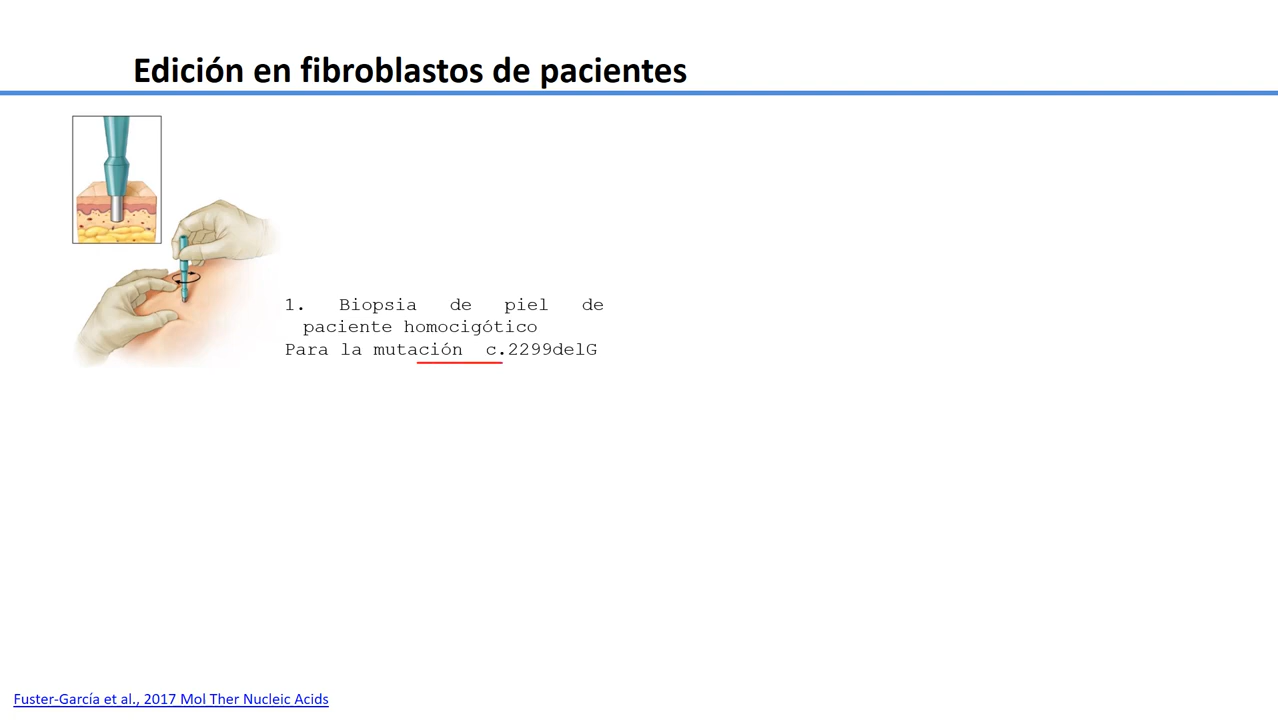 Edición en fibroblastos de pacientes
1. Biopsia de piel de
paciente homocigótico
Para la mutación c.2299delG
Fuster-García et al., 2017 Mol Ther Nucleic Acids